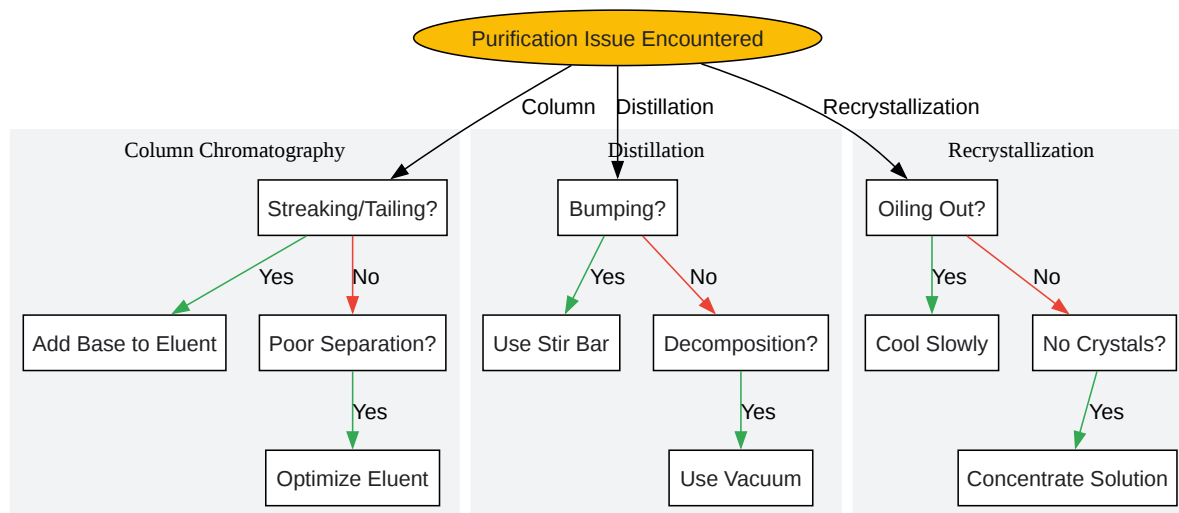 Purification Issue Encountered
Column
Distillation
Recrystallization
Column Chromatography
Distillation
Recrystallization
Streaking/Tailing?
Bumping?
Oiling Out?
Yes
No
Yes
No
Yes
No
Add Base to Eluent
Poor Separation?
Use Stir Bar
Decomposition?
Cool Slowly
No Crystals?
Yes
Yes
Yes
Optimize Eluent
Use Vacuum
Concentrate Solution